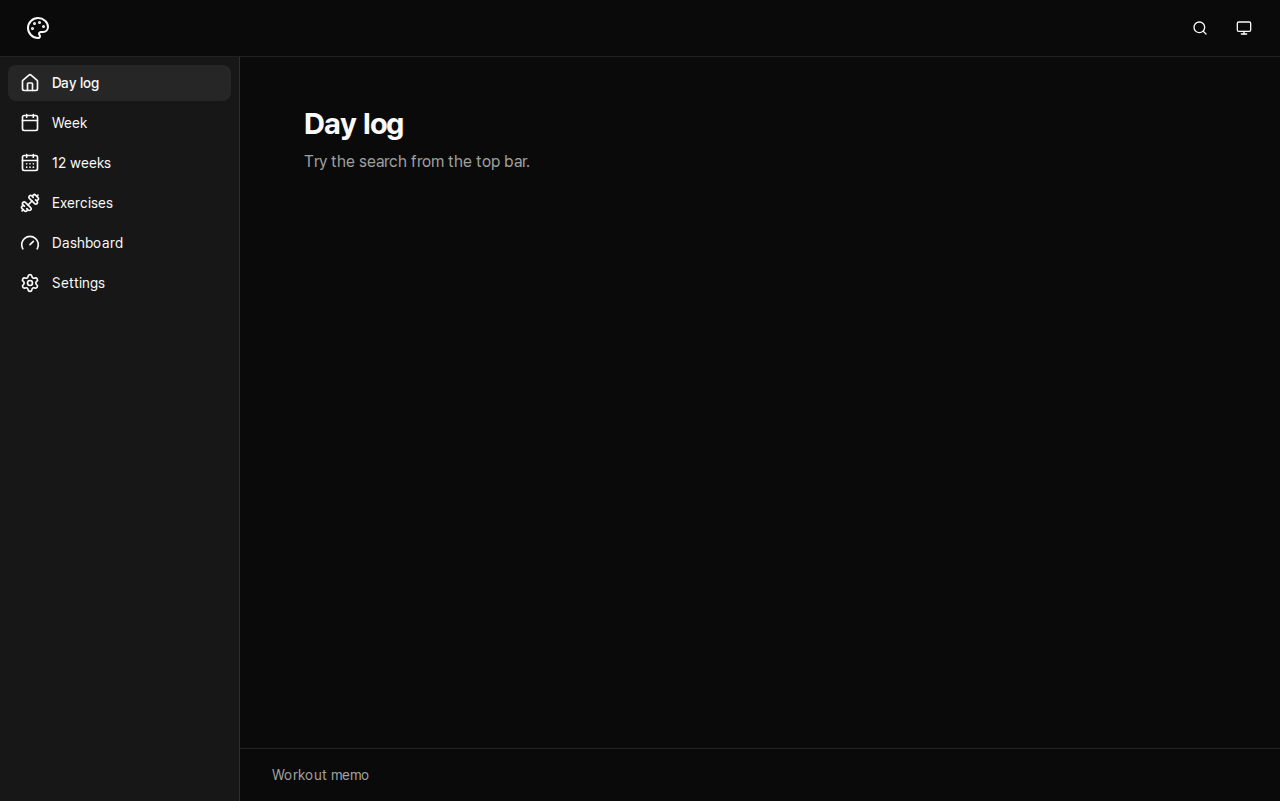 Day log
Week
12 weeks
Exercises
Dashboard
Settings
Day log
Try the search from the top bar.
Workout memo